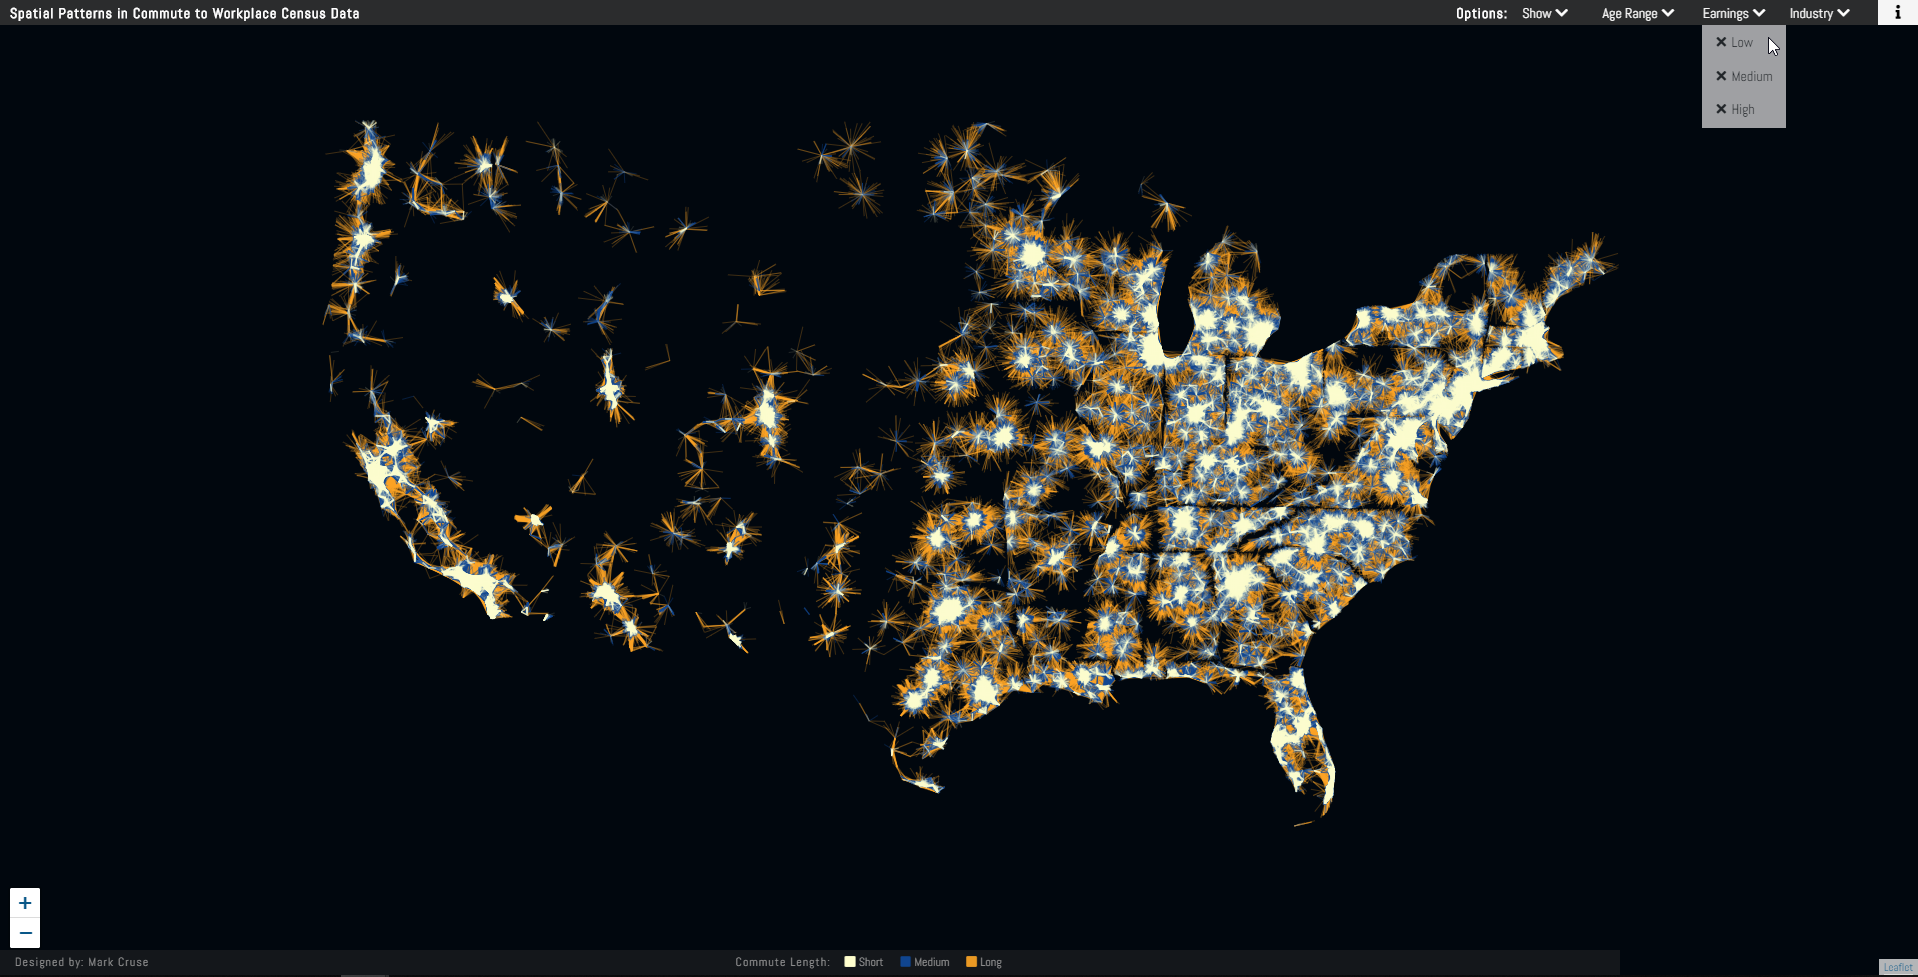 Spatial Patterns in Commute to Workplace Census Data
Options: Show Age Range Earnings Industry i
Low
Medium
High
+
−
Designed by: Mark Cruse
Commute Length: Short Medium Long
Leaflet